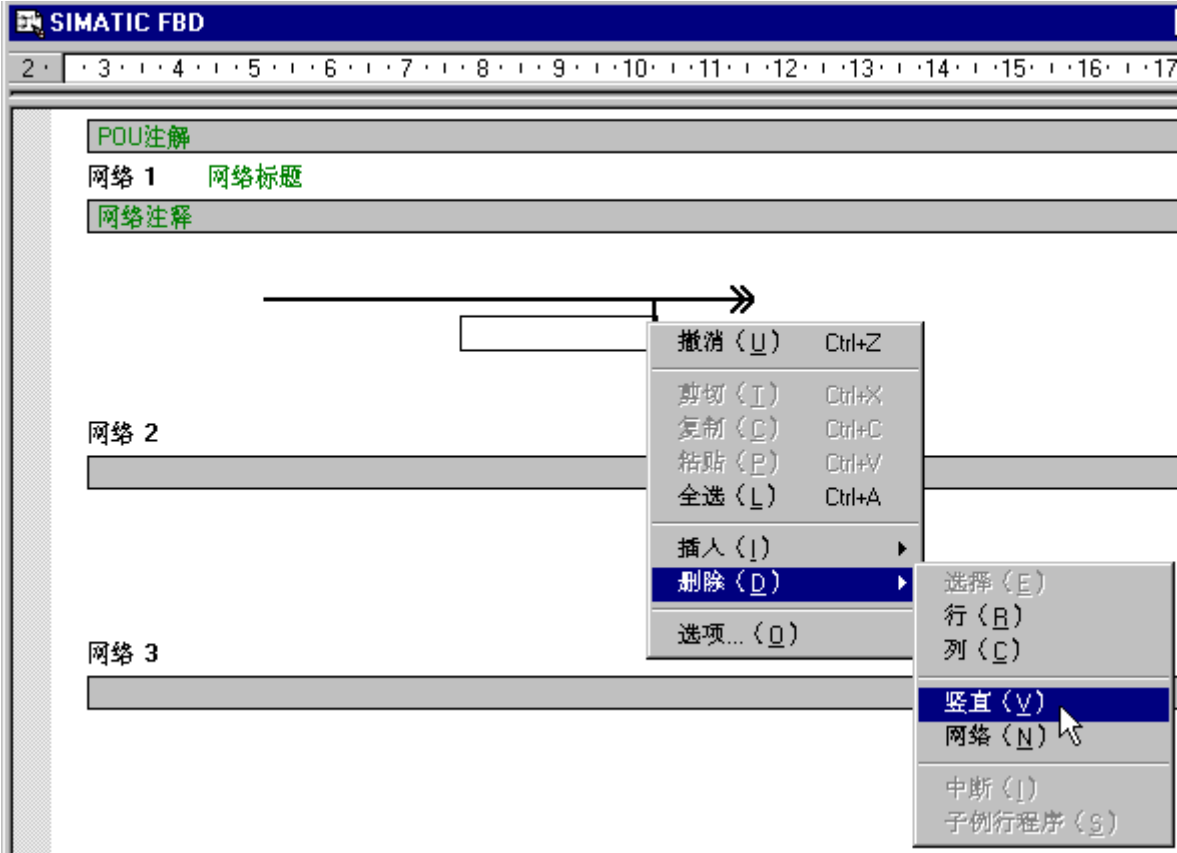 SIMATIC FBD
2 · · 3 · ı · 4 · ı · 5 · ı · 6 · ı · 7 · ı · 8 · ı · 9 · ı · 10 · ı · 11 · ı · 12 · ı · 13 · ı · 14 · ı · 15 · ı · 16 · ı · 17
POU注解
网络 1 网络标题
网络注释
撤消（U） Ctrl+Z
剪切（T） Ctrl+X
复制（C） Ctrl+C
粘贴（P） Ctrl+V
全选（L） Ctrl+A
插入（I）
删除（D）
选项...（O）
选择（E）
行（R）
列（C）
竖直（V）
网络（N）
中断（I）
子例行程序（S）
网络 2
网络 3